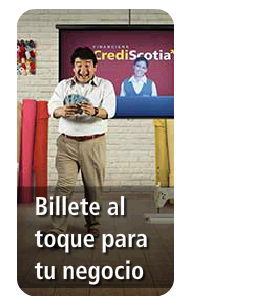 FINANCIERA
CrediScotia
Billete al
toque para
tu negocio